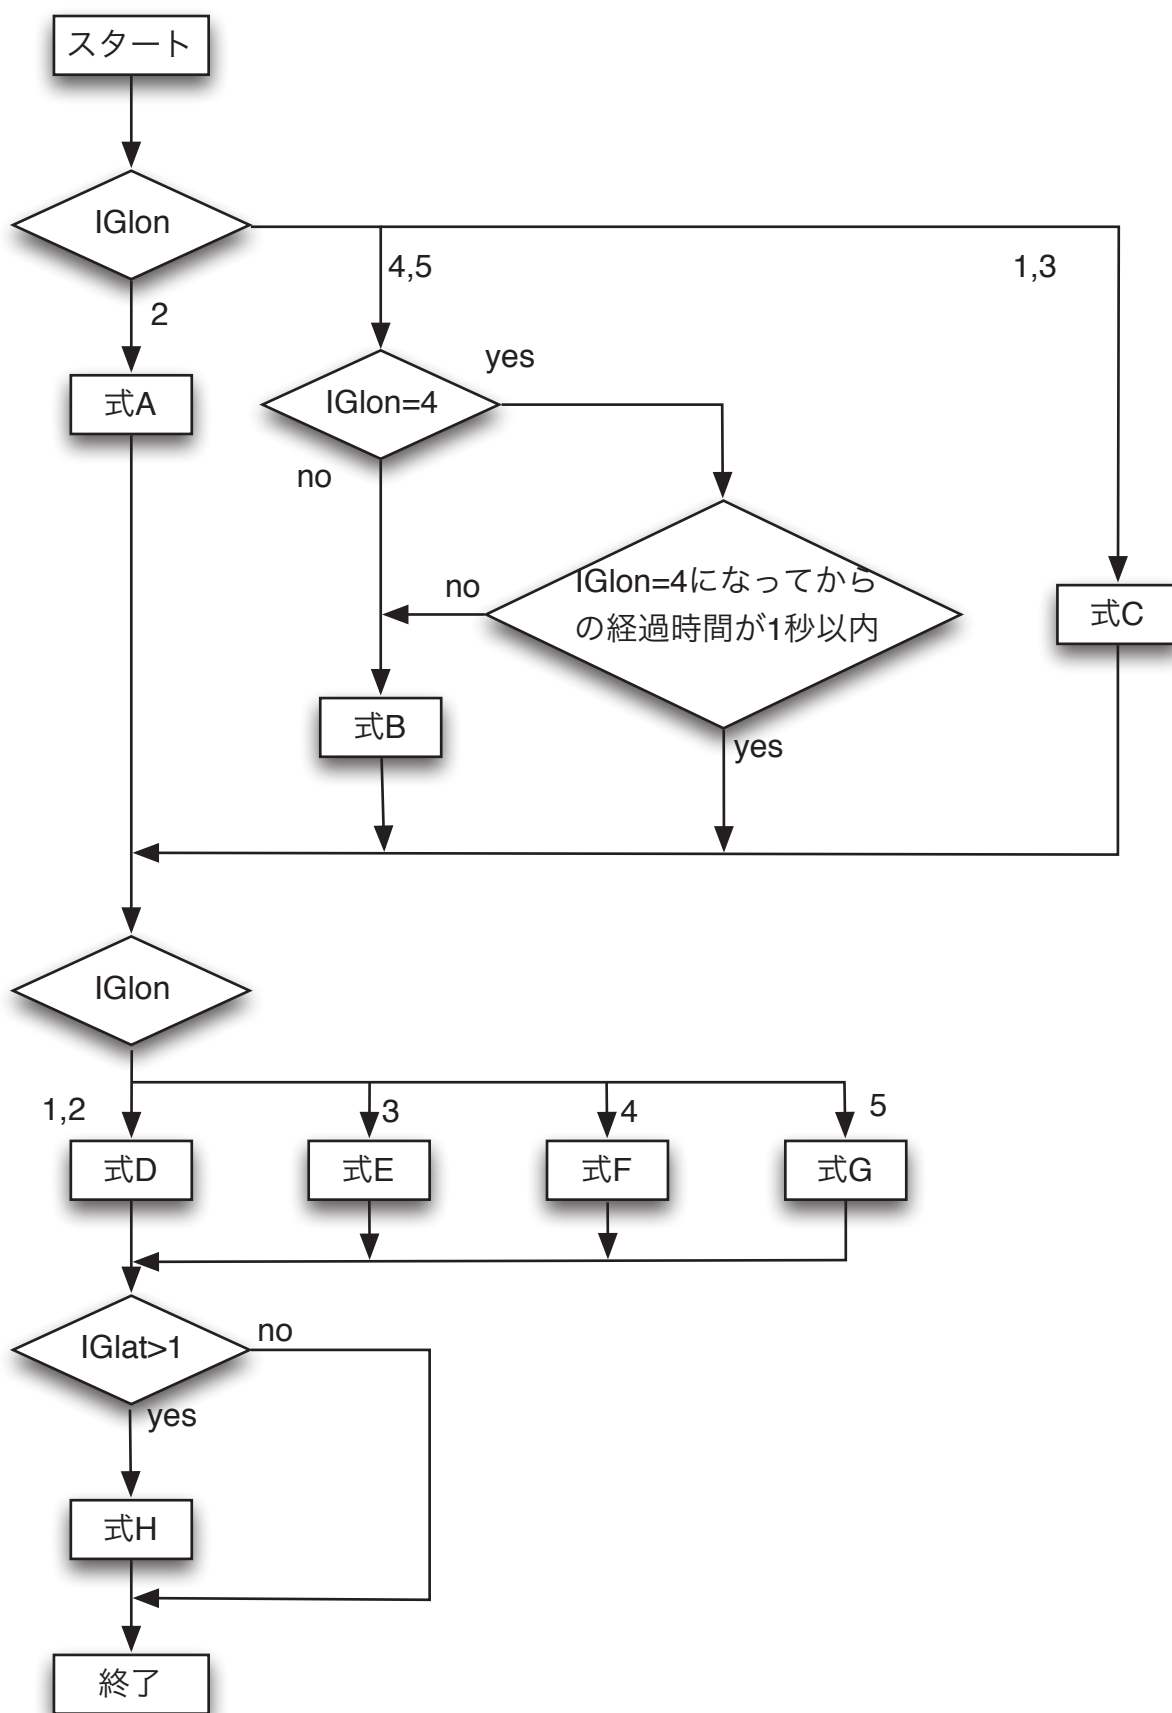 スタート
IGlon
4,5
1,3
2
yes
式A
IGlon=4
no
IGlon=4になってから
no
の経過時間が1秒以内
式C
式B
yes
IGlon
1,2
3
4
5
式D
式E
式F
式G
no
IGlat>1
yes
式H
終了